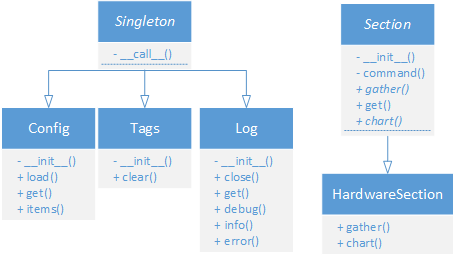 Singleton
- __call__()
Config
- __init__()
+ load()
+ get()
+ items()
Tags
- __init__()
+ clear()
Log
- __init__()
+ close()
+ get()
+ debug()
+ info()
+ error()
Section
- __init__()
- command()
+ gather()
+ get()
+ chart()
HardwareSection
+ gather()
+ chart()